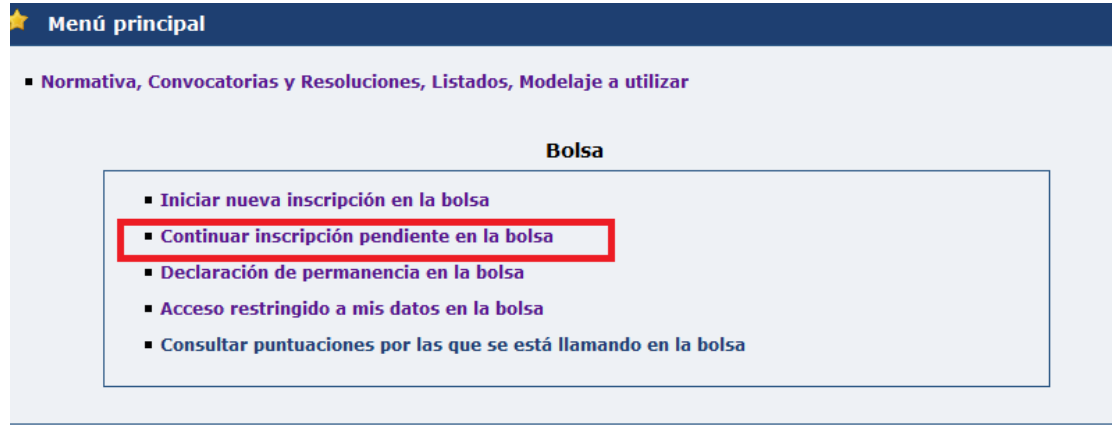 Menú principal
Normativa, Convocatorias y Resoluciones, Listados, Modelaje a utilizar
Bolsa
Iniciar nueva inscripción en la bolsa
Continuar inscripción pendiente en la bolsa
Declaración de permanencia en la bolsa
Acceso restringido a mis datos en la bolsa
Consultar puntuaciones por las que se está llamando en la bolsa